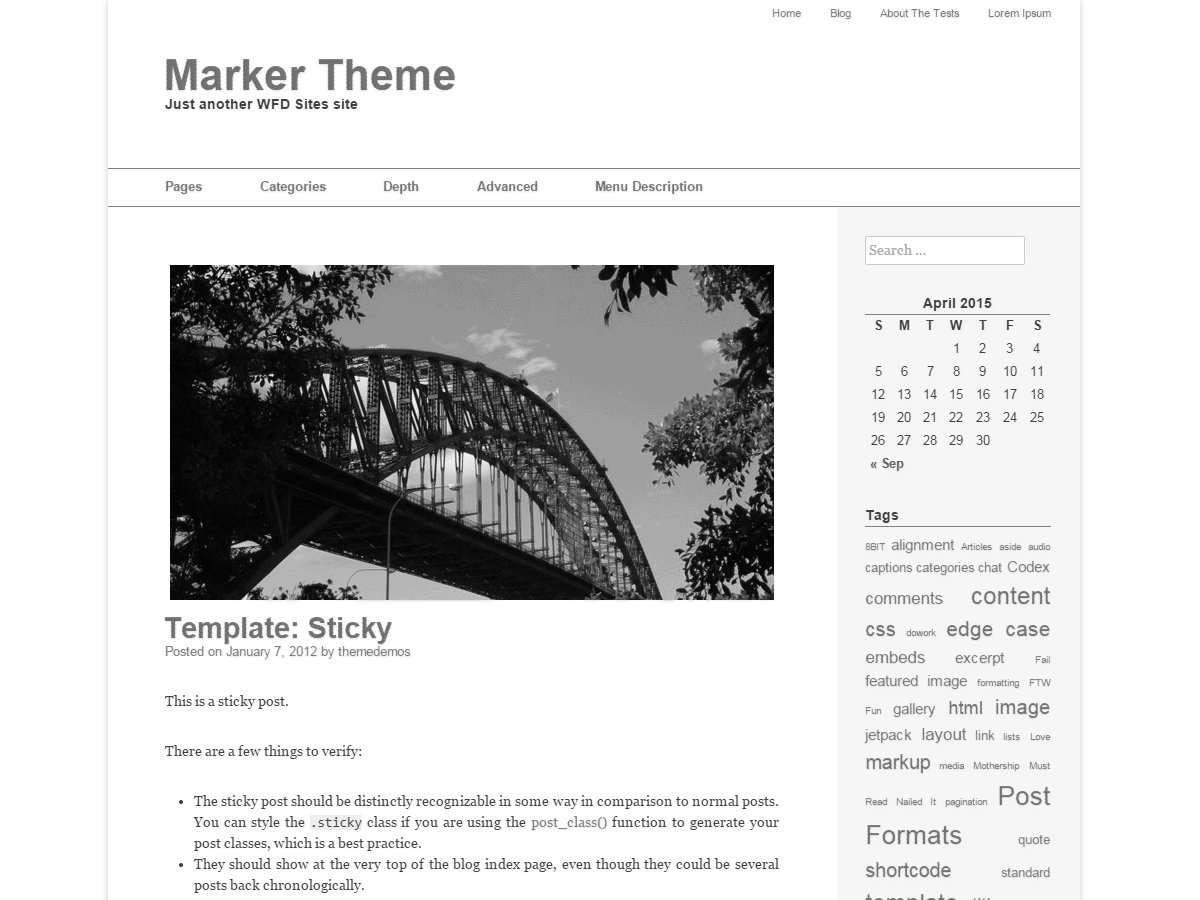 Home Blog About The Tests Lorem Ipsum
Marker Theme
Just another WFD Sites site
Pages Categories Depth Advanced Menu Description
Template: Sticky
Posted on January 7, 2012 by themedemos
This is a sticky post.
There are a few things to verify:
• The sticky post should be distinctly recognizable in some way in comparison to normal posts.
You can style the .sticky class if you are using the post_class() function to generate your
post classes, which is a best practice.
• They should show at the very top of the blog index page, even though they could be several
posts back chronologically.
Search ...
April 2015
S M T W T F S
1 2 3 4
5 6 7 8 9 10 11
12 13 14 15 16 17 18
19 20 21 22 23 24 25
26 27 28 29 30
« Sep
Tags
8BIT alignment Articles aside audio
captions categories chat Codex
comments content
css dowork edge case
embeds excerpt Fail
featured image formatting FTW
Fun gallery html image
jetpack layout link lists Love
markup media Mothership Must
Read Nailed It pagination Post
Formats quote
shortcode standard
template